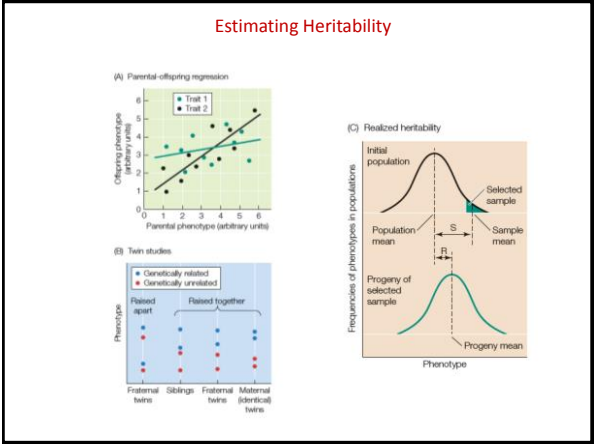 Estimating Heritability
(A) Parental-offspring regression
Trait 1
Trait 2
Offspring phenotype
(arbitrary units)
6
5
4
3
2
1
0
0 1 2 3 4 5 6
Parental phenotype (arbitrary units)
(B) Twin studies
Genetically related
Genetically unrelated
Raised
apart
Raised together
Phenotype
Fraternal
twins
Siblings
Fraternal
twins
Maternal
(identical)
twins
(C) Realized heritability
Frequencies of phenotypes in populations
Initial
population
Selected
sample
Population
mean
S
Sample
mean
R
Progeny of
selected
sample
Progeny mean
Phenotype